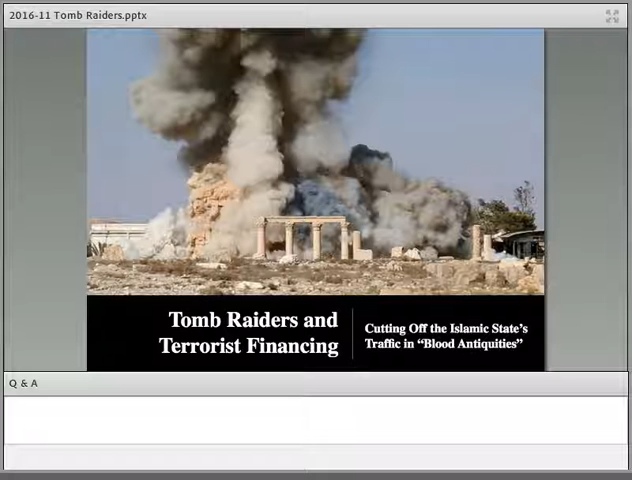 2016-11 Tomb Raiders.pptx
Tomb Raiders and
Terrorist Financing
Cutting Off the Islamic State's
Traffic in “Blood Antiquities”
Q & A